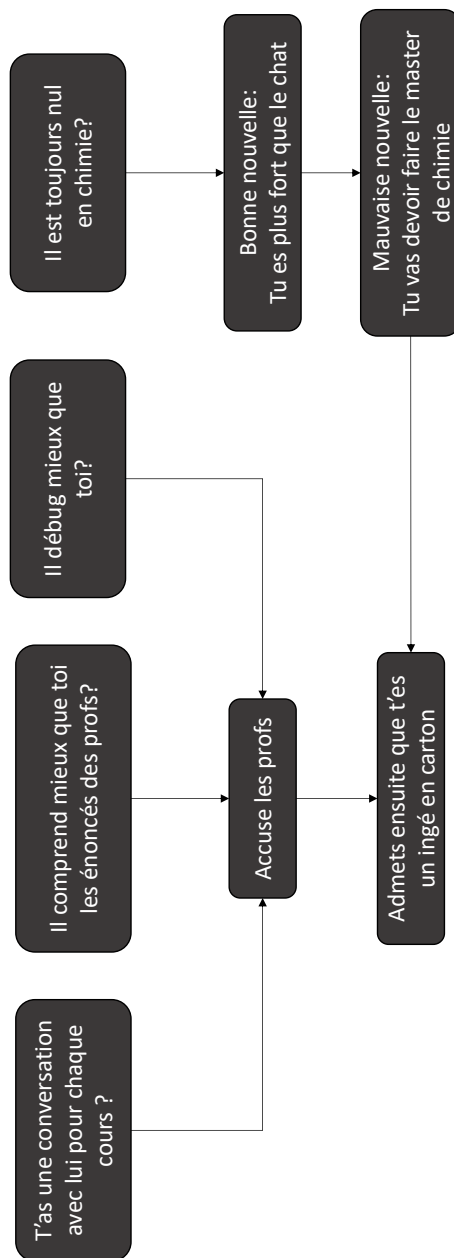 T'as une conversation
avec lui pour chaque
cours ?
Il comprend mieux que toi
les énoncés des profs?
Il débug mieux que
toi?
Il est toujours nul
en chimie?
Accuse les profs
Bonne nouvelle:
Tu es plus fort que le chat
Admets ensuite que t'es
un ingé en carton
Mauvaise nouvelle:
Tu vas devoir faire le master
de chimie